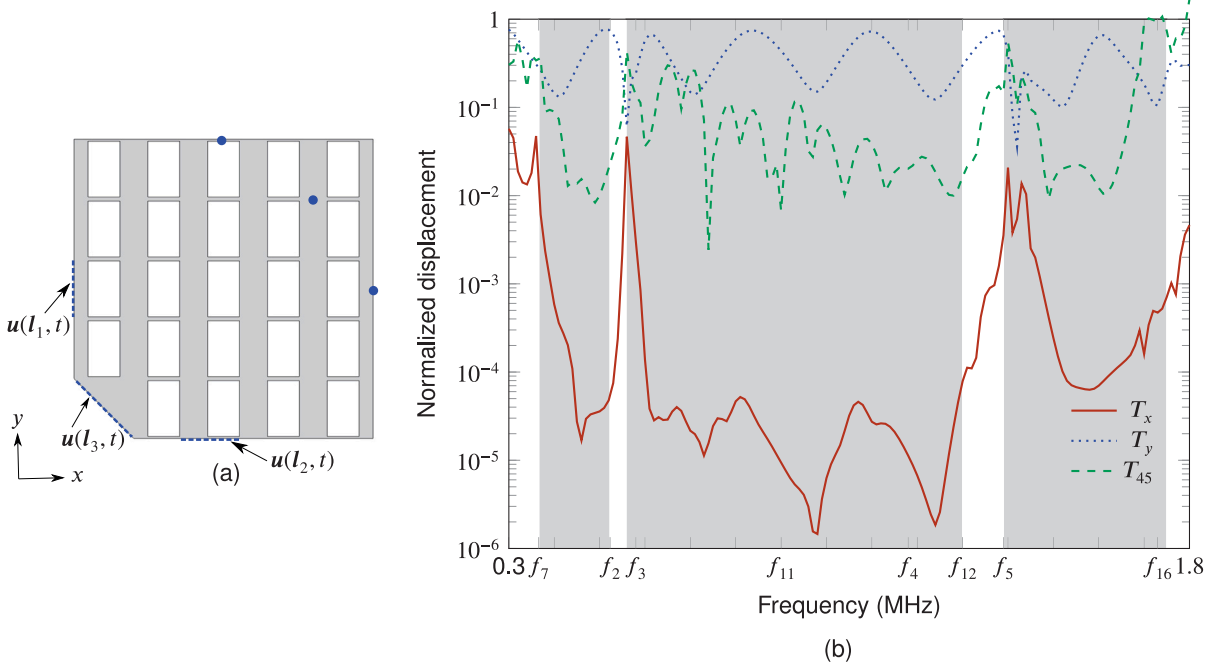 u(l₁, t)
u(l₃, t)
u(l₂, t)
y
x
(a)
Normalized displacement
1
10⁻¹
10⁻²
10⁻³
10⁻⁴
10⁻⁵
10⁻⁶
Tₓ
T_y
T₄₅
0.3 f₇ f₂ f₃ f₁₁ f₄ f₁₂ f₅ f₁₆ 1.8
Frequency (MHz)
(b)